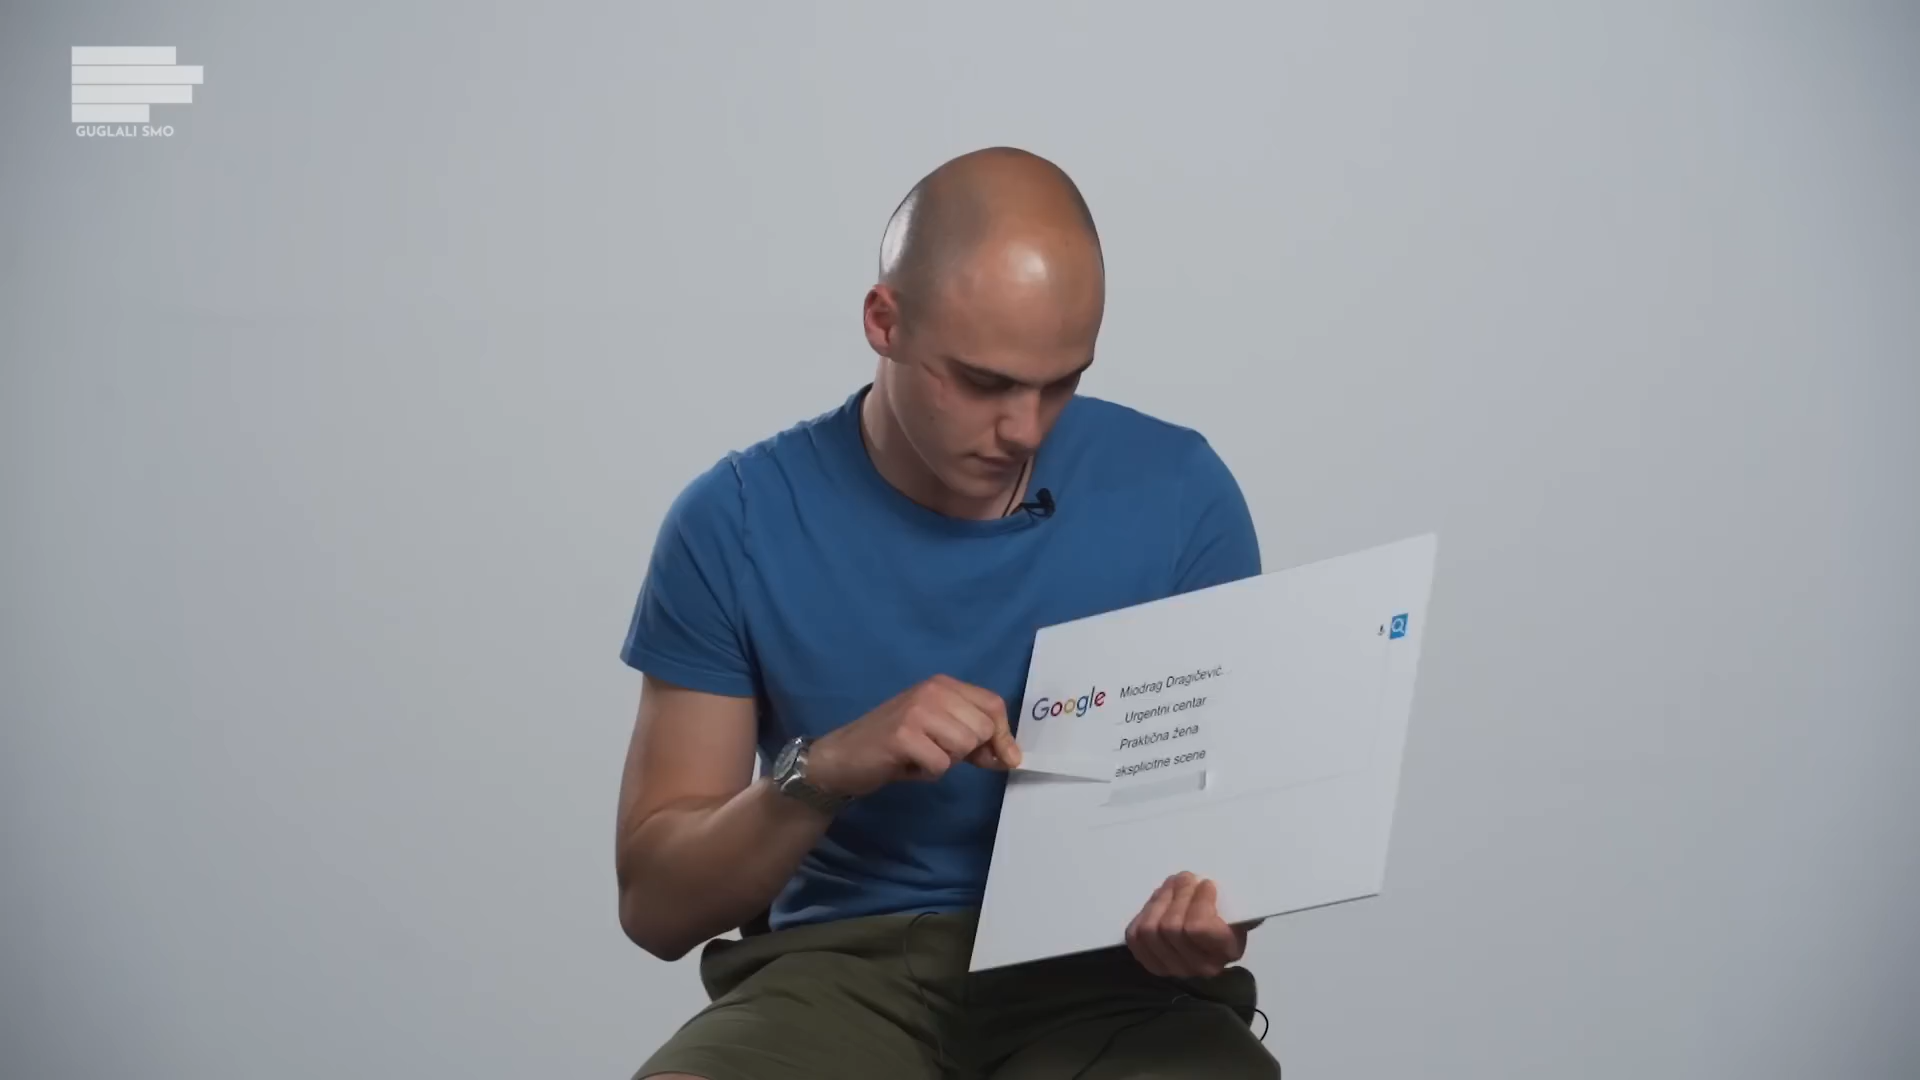 GUGLALI SMO
Google
Miodrag Dragičević...
...Urgentni centar
...Praktična žena
eksplicitne scene